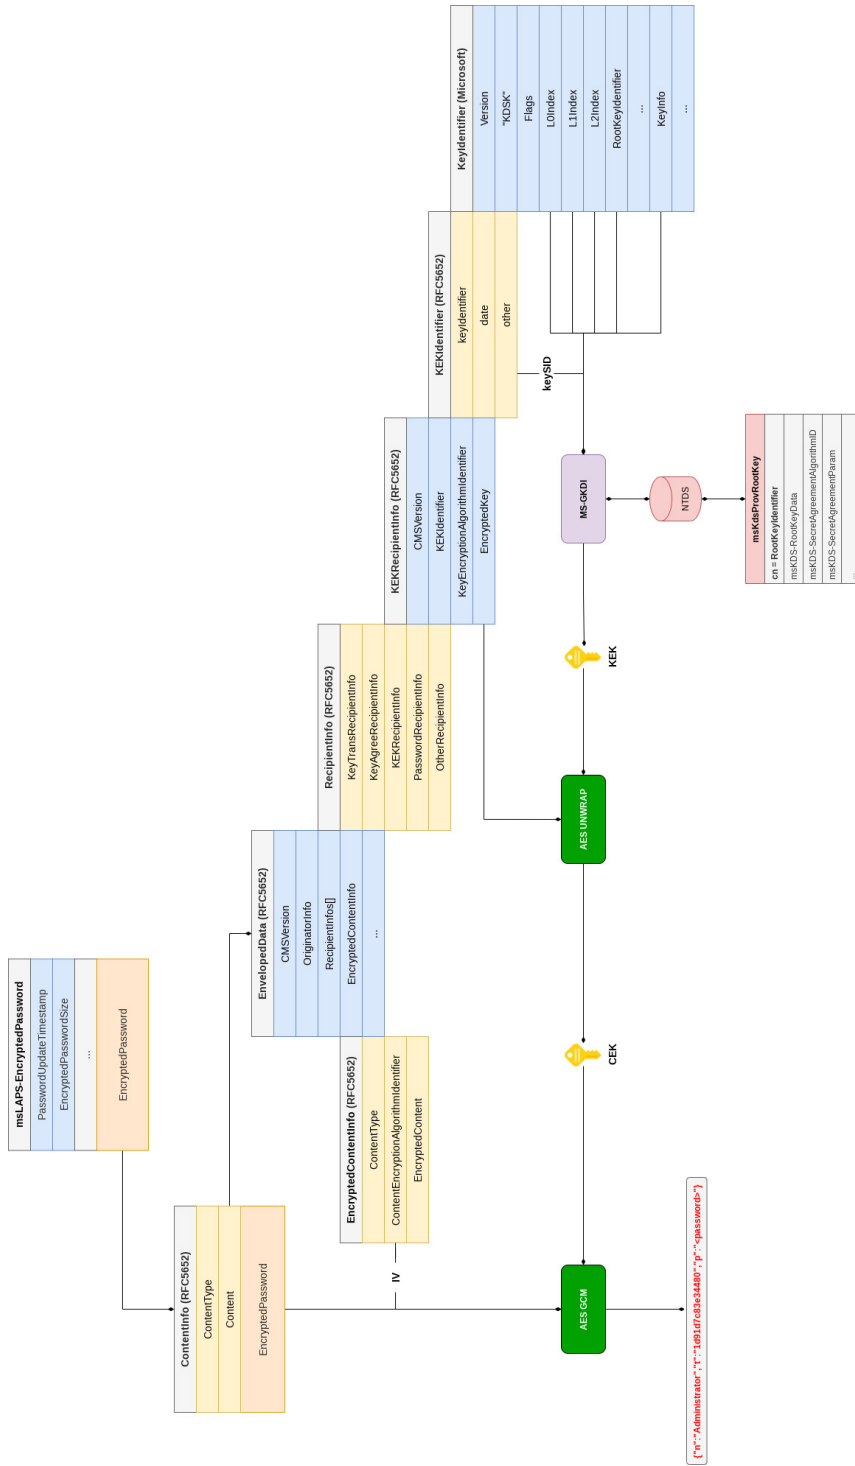 msLAPS-EncryptedPassword
PasswordUpdateTimestamp
EncryptedPasswordSize
...
EncryptedPassword
ContentInfo (RFC5652)
ContentType
Content
EncryptedPassword
EnvelopedData (RFC5652)
CMSVersion
OriginatorInfo
RecipientInfos[]
EncryptedContentInfo
...
EncryptedContentInfo (RFC5652)
ContentType
ContentEncryptionAlgorithmIdentifier
EncryptedContent
RecipientInfo (RFC5652)
KeyTransRecipientInfo
KeyAgreeRecipientInfo
KEKRecipientInfo
PasswordRecipientInfo
OtherRecipientInfo
KEKRecipientInfo (RFC5652)
CMSVersion
KEKIdentifier
KeyEncryptionAlgorithmIdentifier
EncryptedKey
KEKIdentifier (RFC5652)
keyIdentifier
date
other
KeyIdentifier (Microsoft)
Version
"KDSK"
Flags
L0Index
L1Index
L2Index
RootKeyIdentifier
...
KeyInfo
...
IV
keySID
AES GCM
CEK
AES UNWRAP
KEK
MS-GKDI
NTDS
{"n":"Administrator","t":"1d91d7c83e34480","p":"<password>"}
msKdsProvRootKey
cn = RootKeyIdentifier
msKDS-RootKeyData
msKDS-SecretAgreementAlgorithmID
msKDS-SecretAgreementParam
...